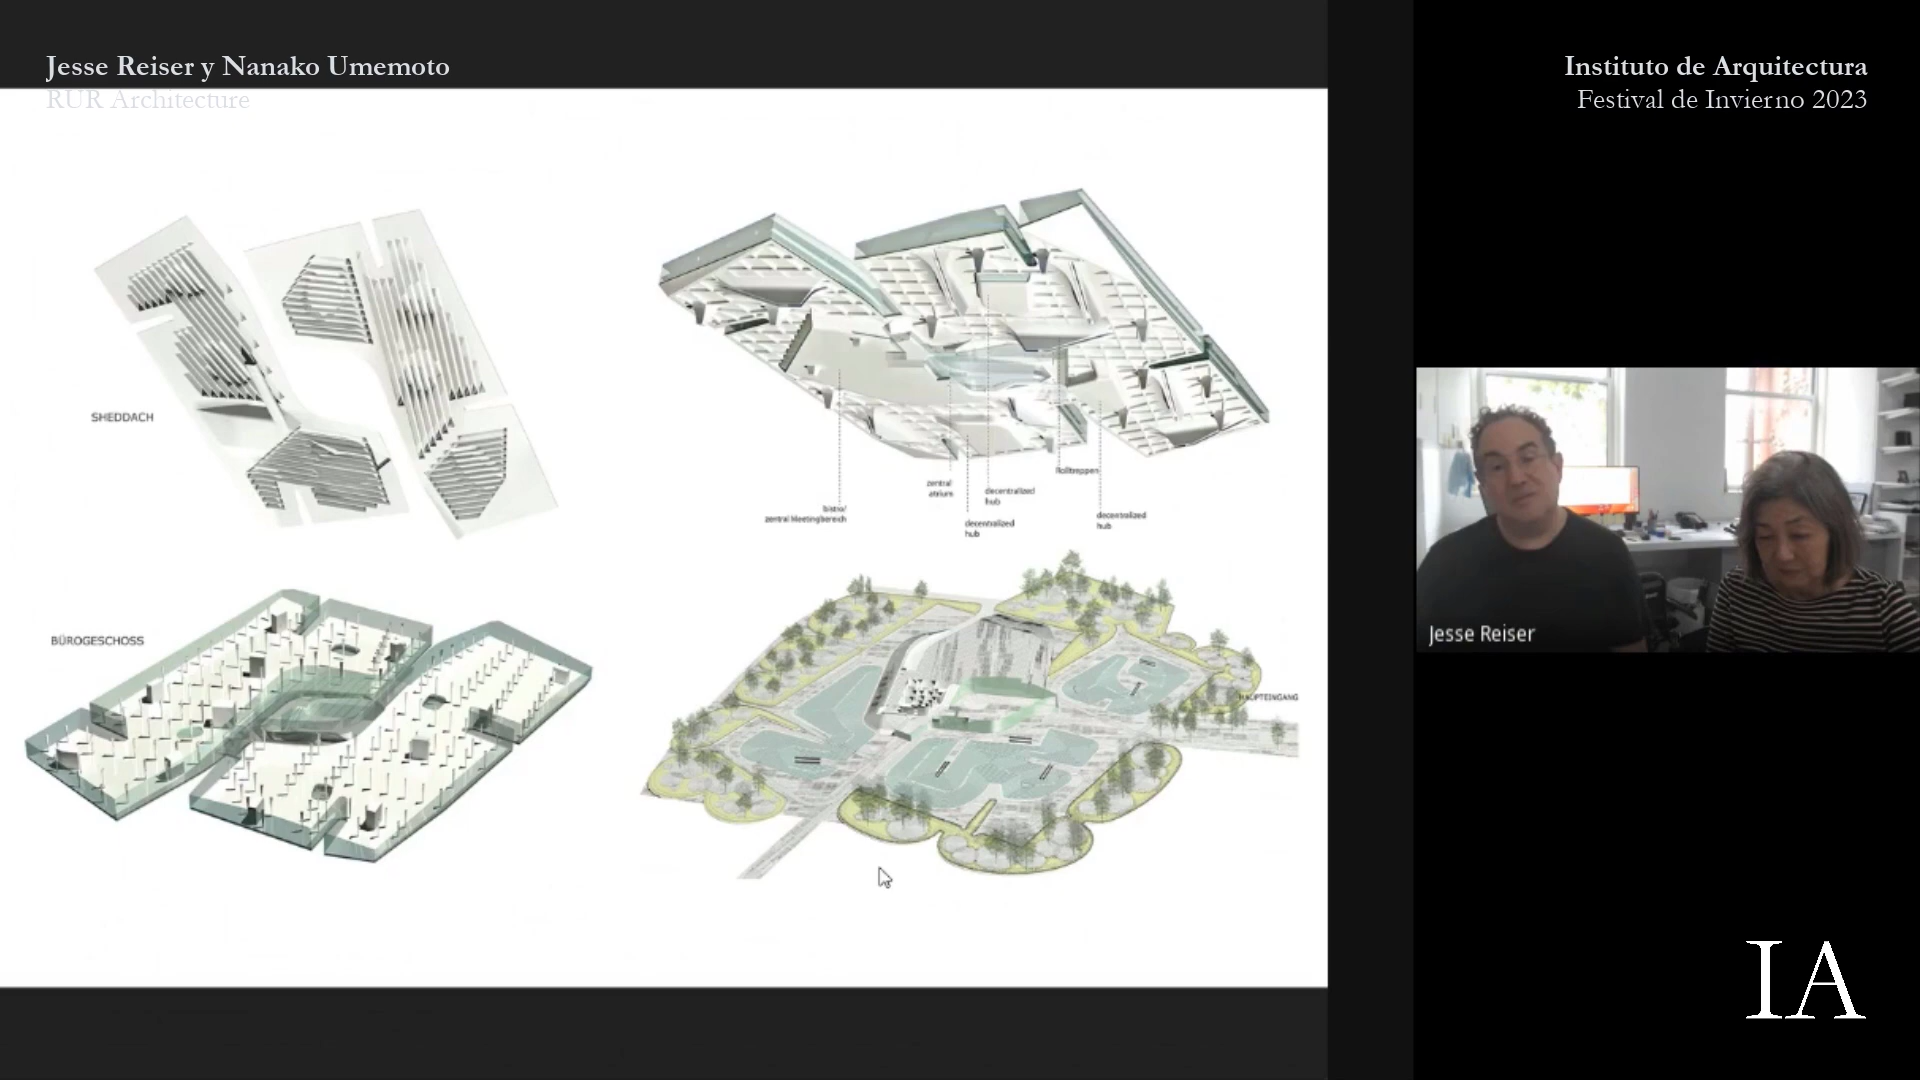 Jesse Reiser y Nanako Umemoto
RUR Architecture
Instituto de Arquitectura
Festival de Invierno 2023
SHEDDACH
Rolltreppen
zentral
atrium
decentralized
hub
bistro/
zentral Meetingbereich
decentralized
hub
decentralized
hub
BÜROGESCHOSS
HAUPTEINGANG
Jesse Reiser
IA